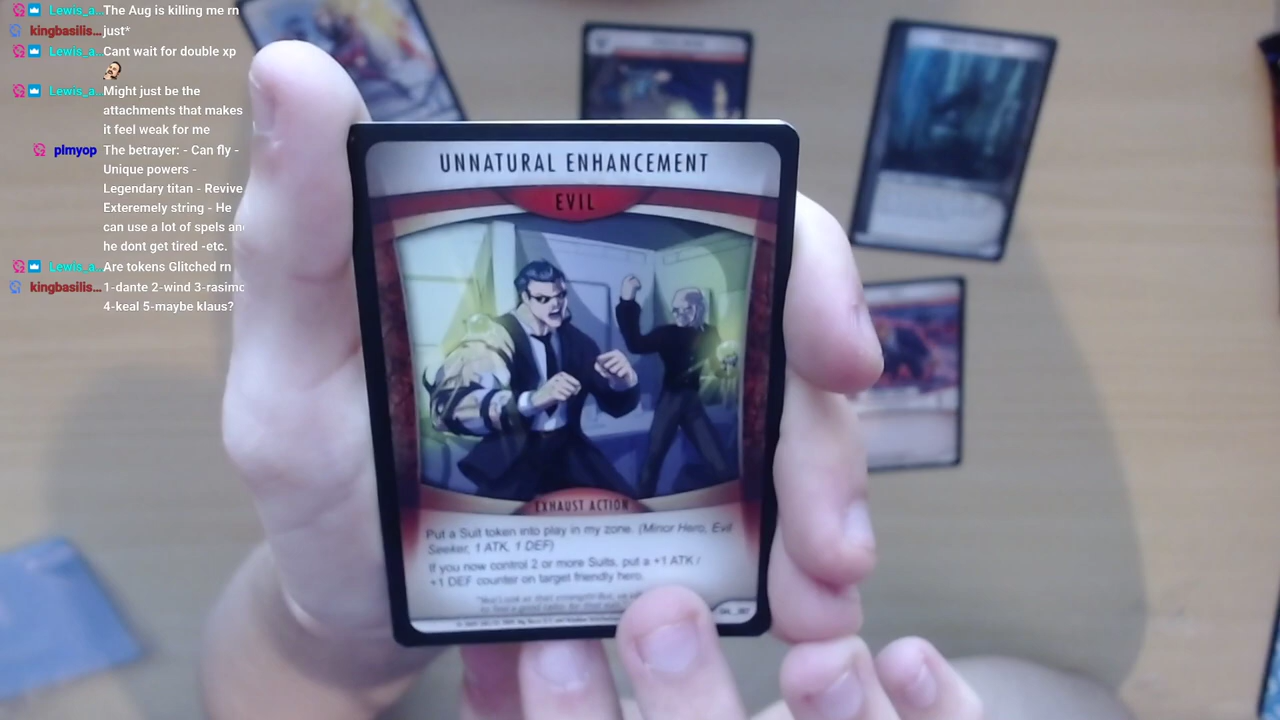 Lewis_a... The Aug is killing me rn
kingbasilis... just*
Lewis_a... Cant wait for double xp
Lewis_a... Might just be the
attachments that makes
it feel weak for me
plmyop The betrayer: - Can fly -
Unique powers -
Legendary titan - Revive
Exteremely string - He
can use a lot of spels and
he dont get tired -etc.
Lewis_a... Are tokens Glitched rn
kingbasilis... 1-dante 2-wind 3-rasimo
4-keal 5-maybe klaus?
UNNATURAL ENHANCEMENT
EVIL
EXHAUST ACTION
Put a Suit token into play in my zone. (Minor Hero, Evil
Seeker, 1 ATK, 1 DEF)
If you now control 2 or more Suits, put a +1 ATK /
+1 DEF counter on target friendly hero.